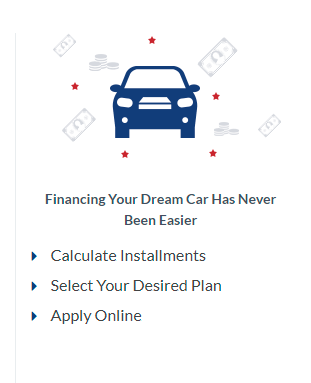 Financing Your Dream Car Has Never
Been Easier
Calculate Installments
Select Your Desired Plan
Apply Online